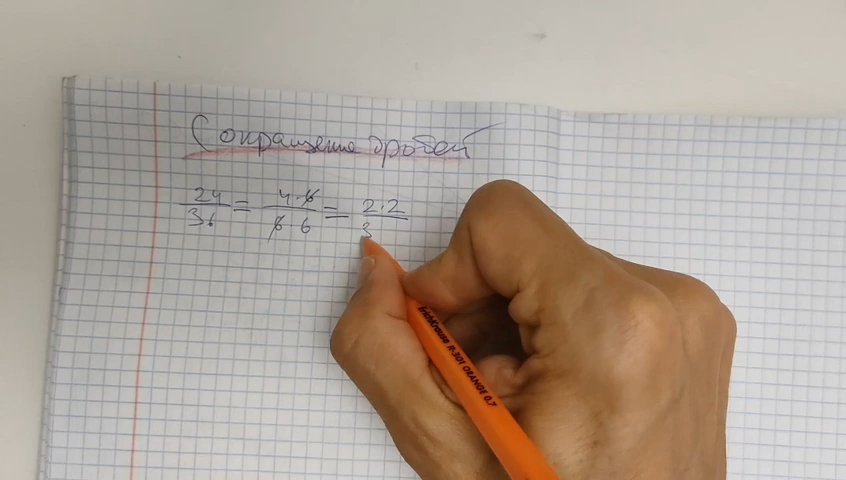 Сокращение дробей
24/36 = 4·6/6·6 = 2·2/3
ErichKrause R-301 ORANGE 0.7